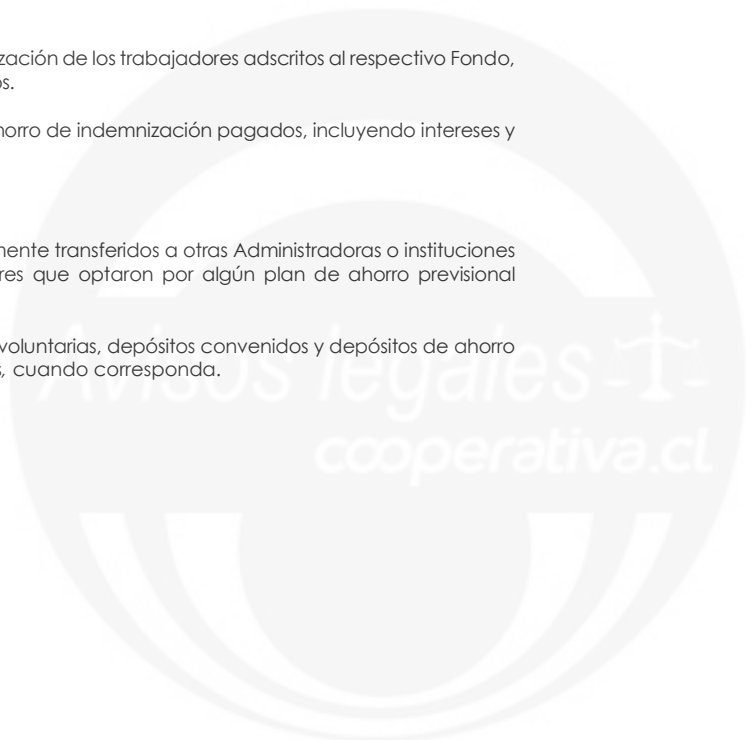 zación de los trabajadores adscritos al respectivo Fondo,
s.
horro de indemnización pagados, incluyendo intereses y
mente transferidos a otras Administradoras o instituciones
res que optaron por algún plan de ahorro previsional
voluntarias, depósitos convenidos y depósitos de ahorro
s, cuando corresponda.
Avisos legales
cooperativa.cl